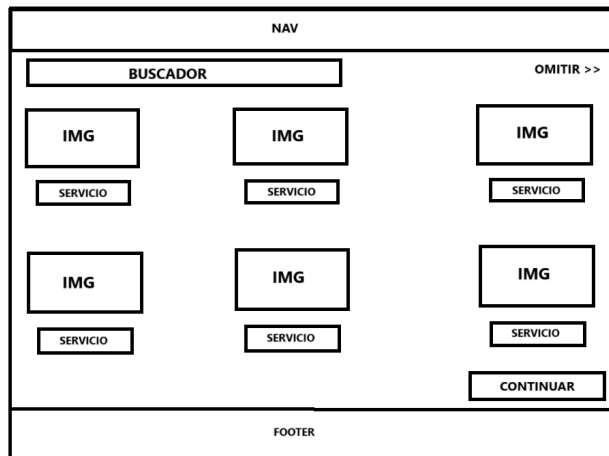 NAV
BUSCADOR
OMITIR >>
IMG
IMG
IMG
SERVICIO
SERVICIO
SERVICIO
IMG
IMG
IMG
SERVICIO
SERVICIO
SERVICIO
CONTINUAR
FOOTER